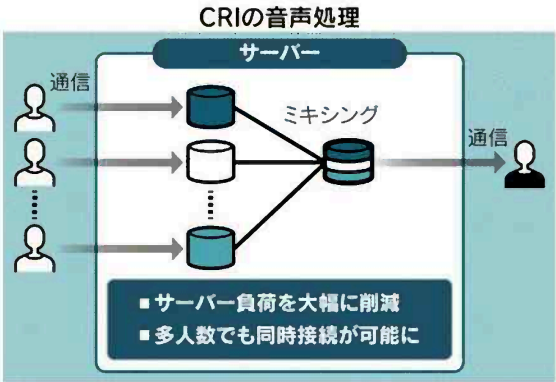 CRIの音声処理
サーバー
通信
ミキシング
通信
■サーバー負荷を大幅に削減
■多人数でも同時接続が可能に